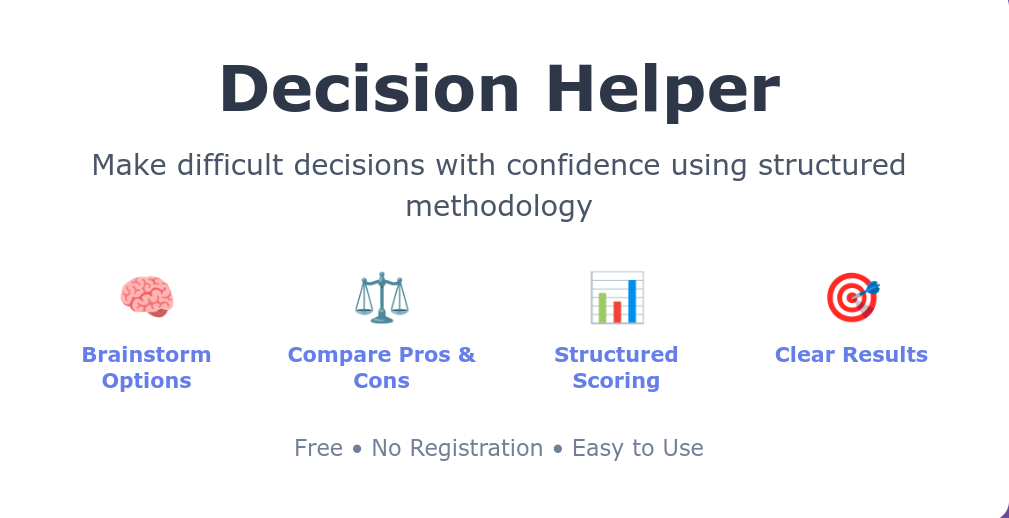 Decision Helper
Make difficult decisions with confidence using structured
methodology
Brainstorm
Options
Compare Pros &
Cons
Structured
Scoring
Clear Results
Free • No Registration • Easy to Use